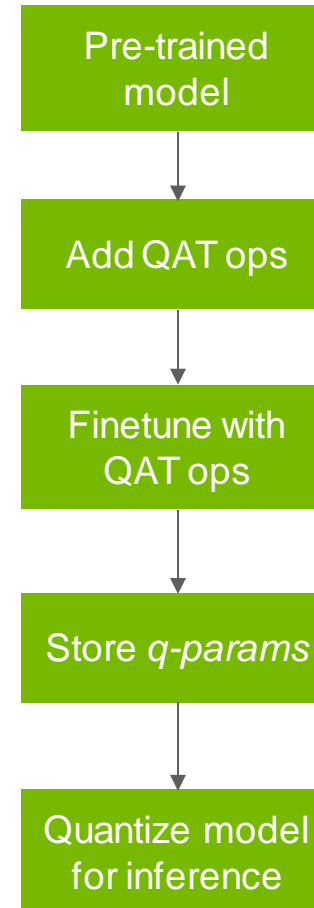 Pre-trained
model
Add QAT ops
Finetune with
QAT ops
Store q-params
Quantize model
for inference